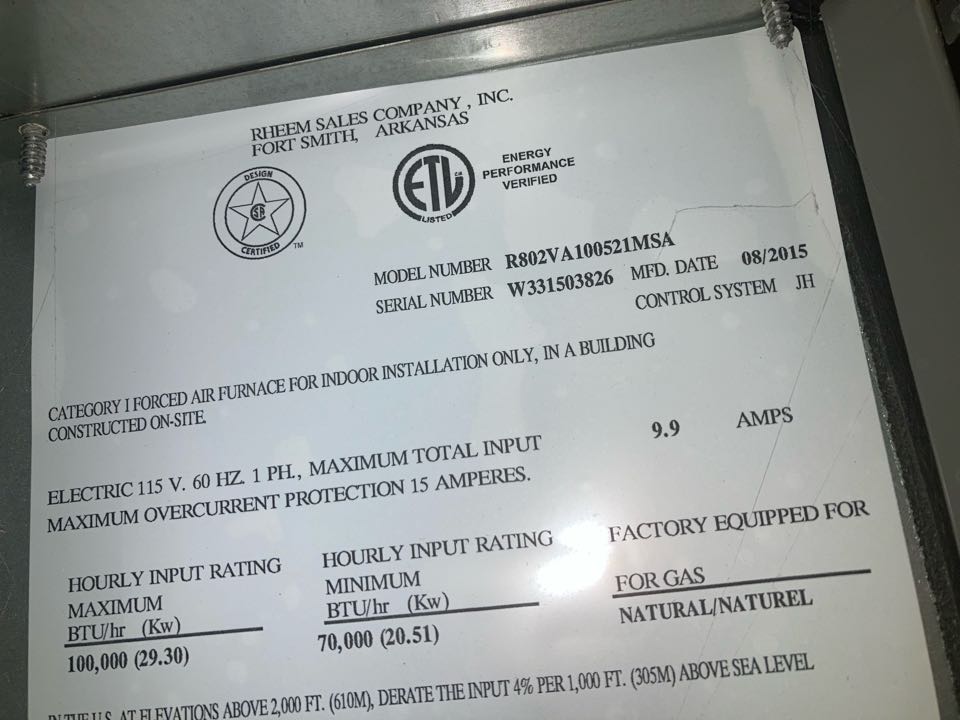 RHEEM SALES COMPANY , INC.
FORT SMITH, ARKANSAS
DESIGN
SA
CERTIFIED
TM
ETL
LISTED
ENERGY
PERFORMANCE
VERIFIED
MODEL NUMBER R802VA100521MSA
SERIAL NUMBER W331503826 MFD. DATE 08/2015
CONTROL SYSTEM JH
CATEGORY I FORCED AIR FURNACE FOR INDOOR INSTALLATION ONLY, IN A BUILDING
CONSTRUCTED ON-SITE.
ELECTRIC 115 V. 60 HZ. 1 PH., MAXIMUM TOTAL INPUT 9.9 AMPS
MAXIMUM OVERCURRENT PROTECTION 15 AMPERES.
HOURLY INPUT RATING
MAXIMUM
BTU/hr (Kw)
100,000 (29.30)
HOURLY INPUT RATING
MINIMUM
BTU/hr (Kw)
70,000 (20.51)
FACTORY EQUIPPED FOR
FOR GAS
NATURAL/NATUREL
IN THE U.S. AT ELEVATIONS ABOVE 2,000 FT. (610M), DERATE THE INPUT 4% PER 1,000 FT. (305M) ABOVE SEA LEVEL